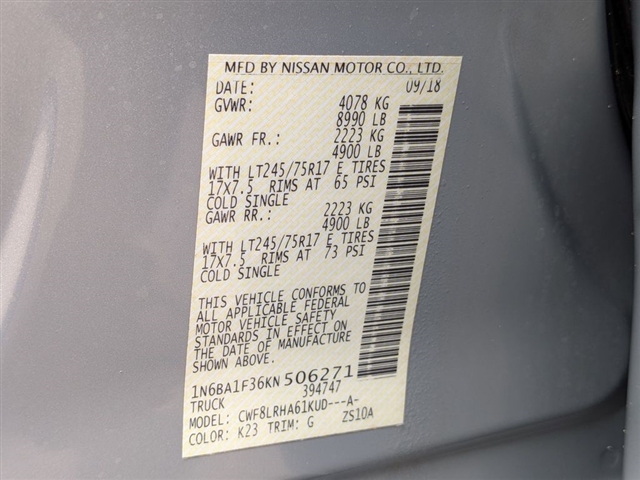 MFD BY NISSAN MOTOR CO., LTD.
DATE: 09/18
GVWR: 4078 KG
8990 LB
GAWR FR.: 2223 KG
4900 LB
WITH LT245/75R17 E TIRES
17X7.5 RIMS AT 65 PSI
COLD SINGLE
GAWR RR.: 2223 KG
4900 LB
WITH LT245/75R17 E TIRES
17X7.5 RIMS AT 73 PSI
COLD SINGLE
THIS VEHICLE CONFORMS TO
ALL APPLICABLE FEDERAL
MOTOR VEHICLE SAFETY
STANDARDS IN EFFECT ON
THE DATE OF MANUFACTURE
SHOWN ABOVE.
1N6BA1F36KN506271
TRUCK 394747
MODEL: CWF8LRHA61KUD---A-
COLOR: K23 TRIM: G ZS10A